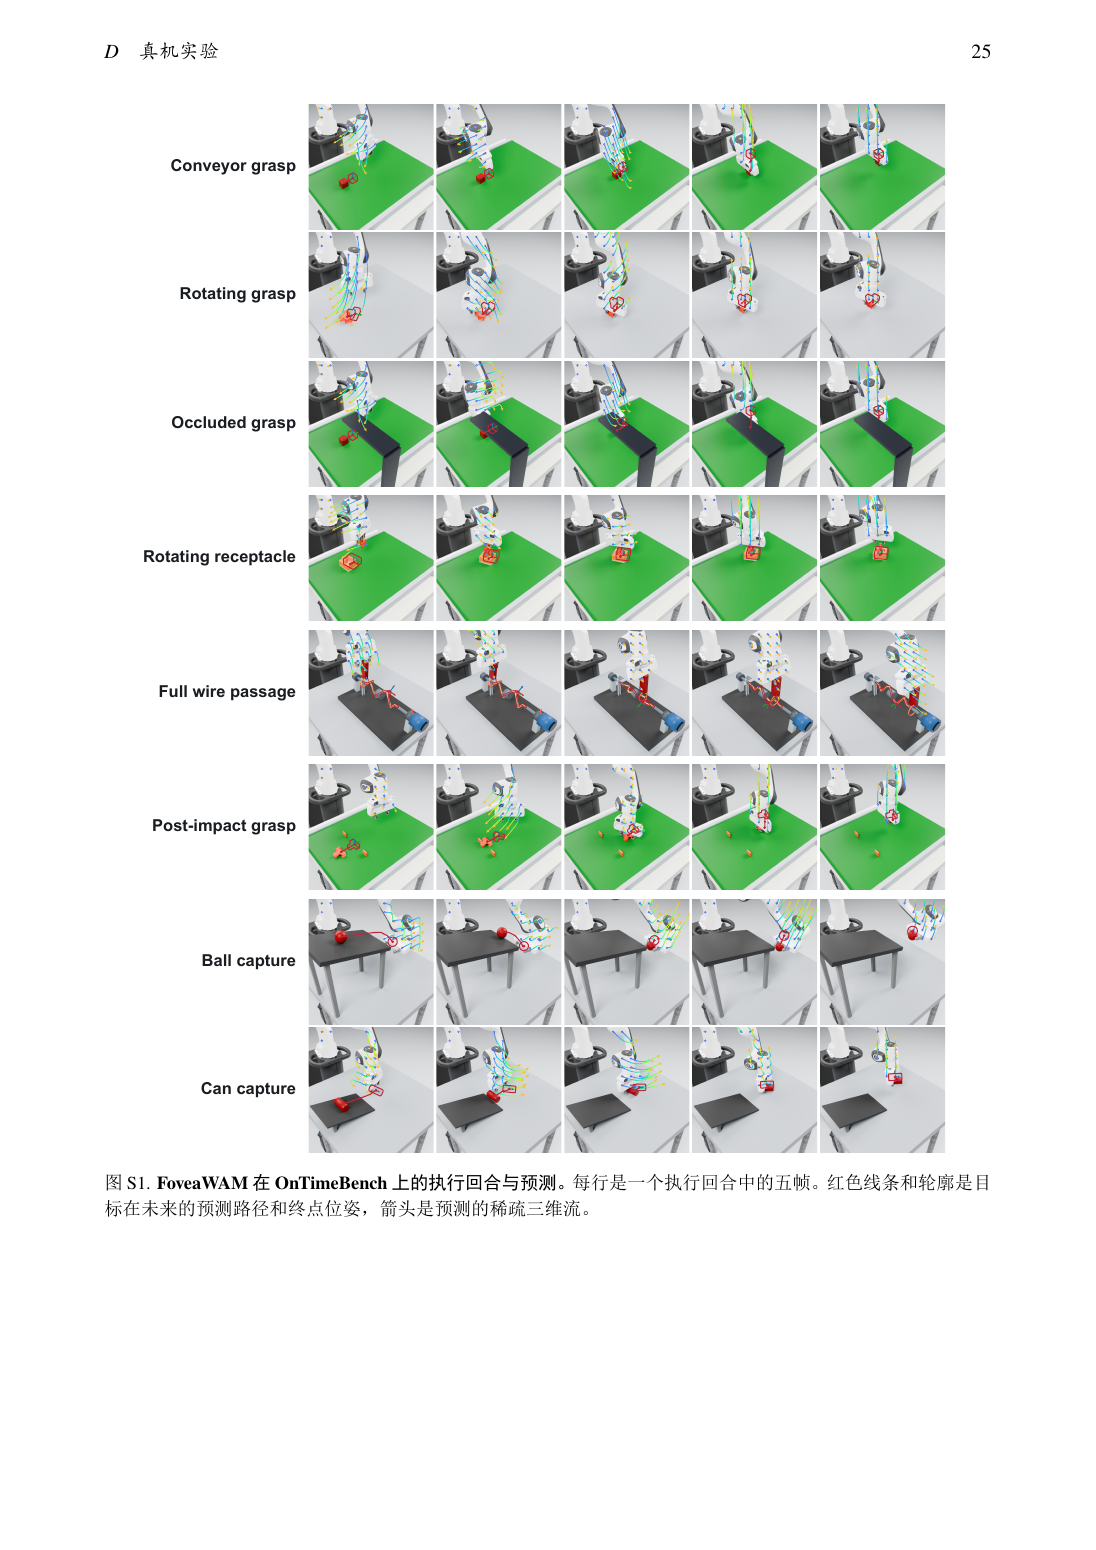 D 真机实验 25
Conveyor grasp
Rotating grasp
Occluded grasp
Rotating receptacle
Full wire passage
Post-impact grasp
Ball capture
Can capture
图 S1. FoveaWAM 在 OnTimeBench 上的执行回合与预测。每行是一个执行回合中的五帧。红色线条和轮廓是目
标在未来的预测路径和终点位姿，箭头是预测的稀疏三维流。